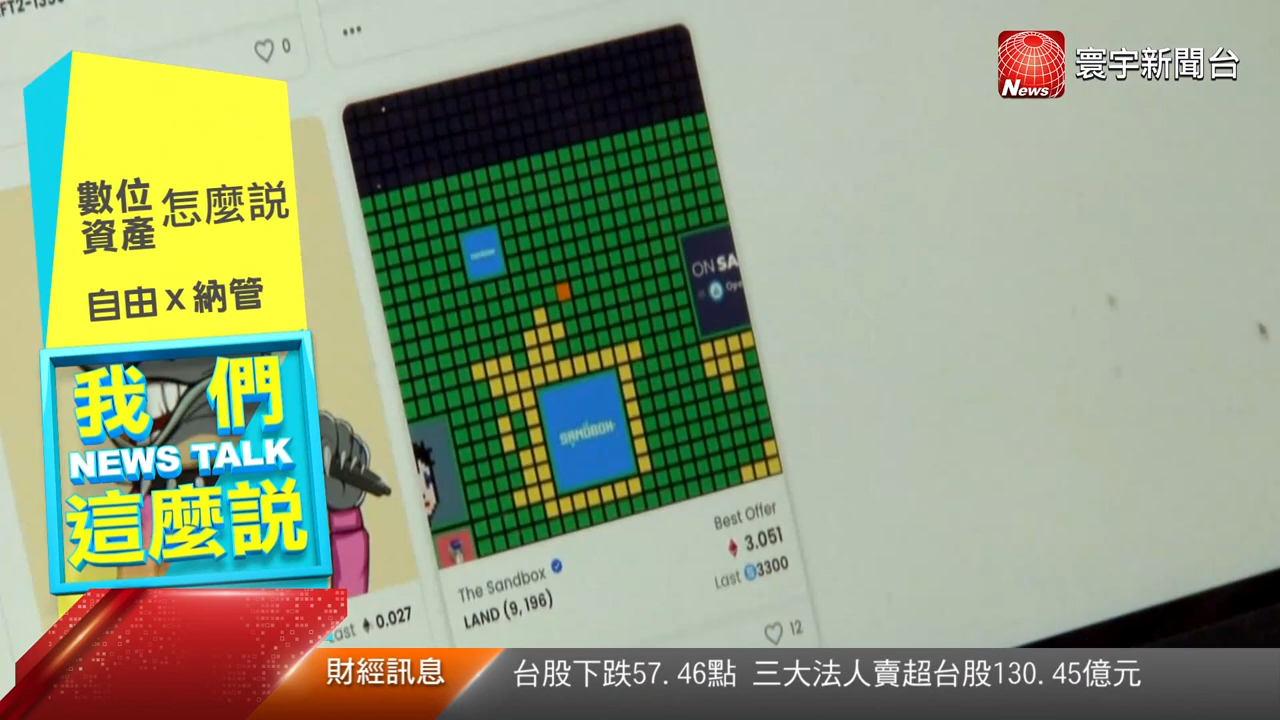 0
News
寰宇新聞台
數位
資產
怎麼説
自由 X 納管
我們
NEWS TALK
這麼説
ON SA
SANDBOX
Best Offer
3.051
The Sandbox
Last 3300
LAND (9, 196)
12
0.027
財經訊息
台股下跌57.46點 三大法人賣超台股130.45億元